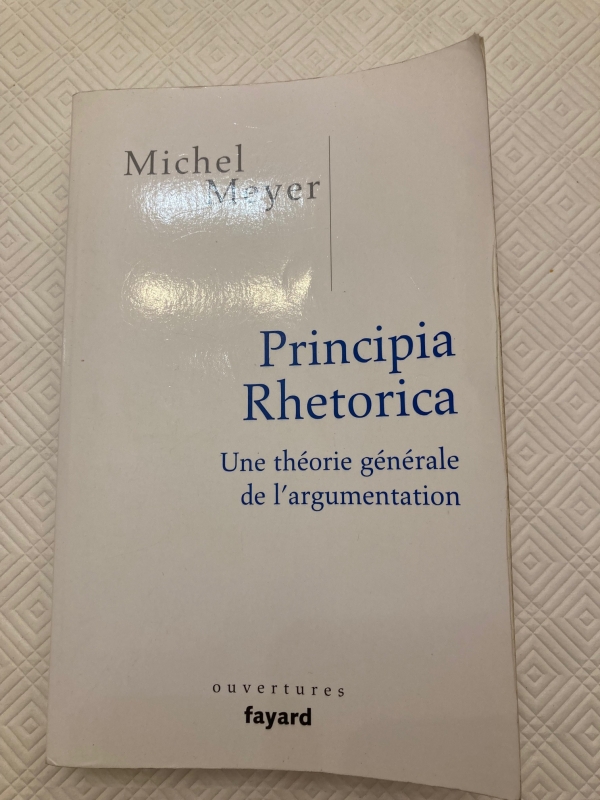 Michel
Meyer
Principia
Rhetorica
Une théorie générale
de l'argumentation
ouvertures
fayard